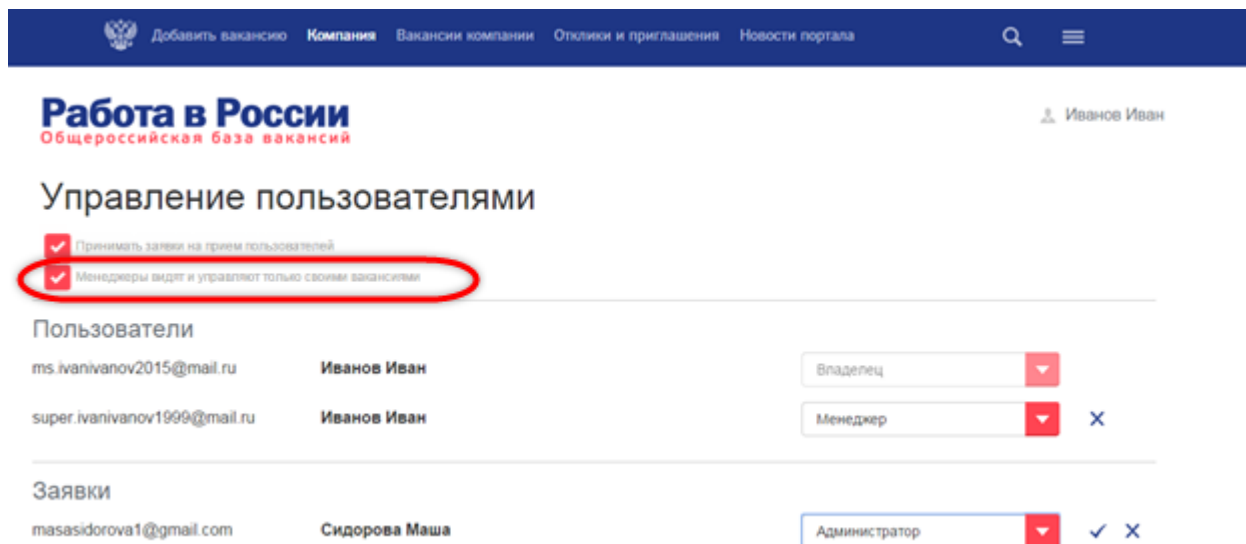 Добавить вакансию Компания Вакансии компании Отклики и приглашения Новости портала
Работа в России
Общероссийская база вакансий
Иванов Иван
Управление пользователями
Принимать заявки на прием пользователей
Менеджеры видят и управляют только своими вакансиями
Пользователи
ms.ivanivanov2015@mail.ru Иванов Иван Владелец
super.ivanivanov1999@mail.ru Иванов Иван Менеджер
Заявки
masasidorova1@gmail.com Сидорова Маша Администратор